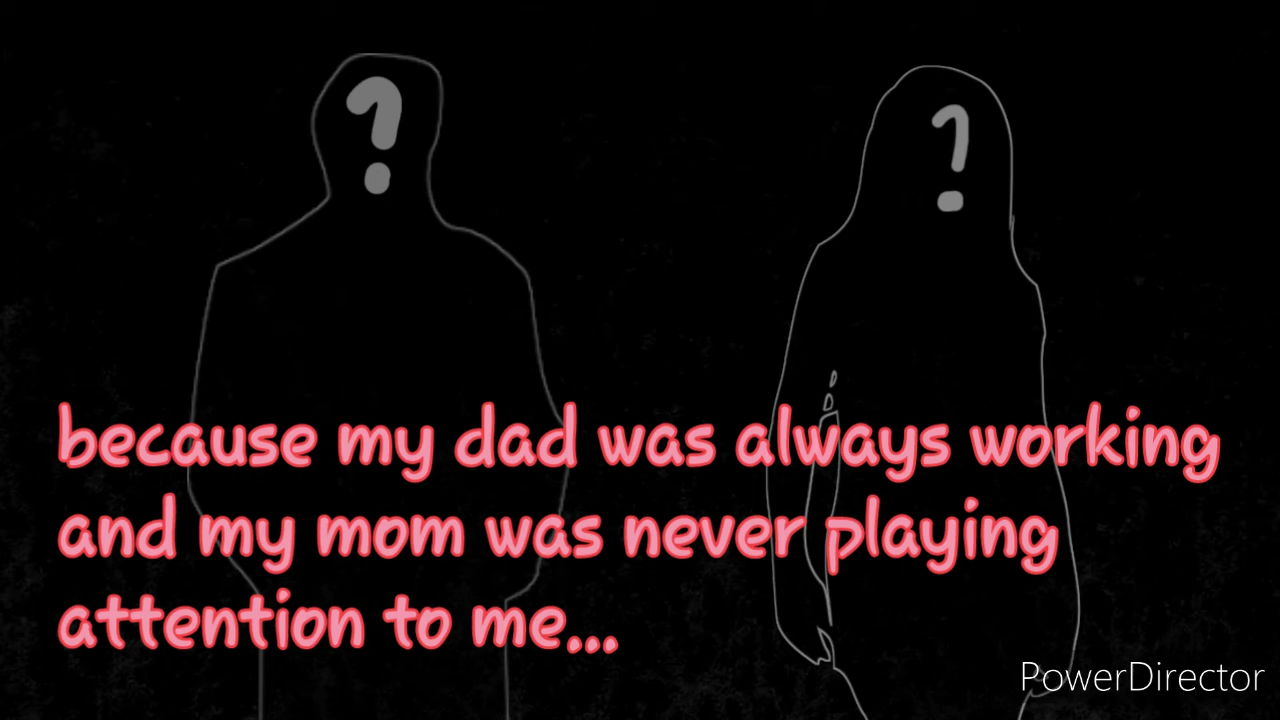 ?
?
because my dad was always working
and my mom was never playing
attention to me...
PowerDirector